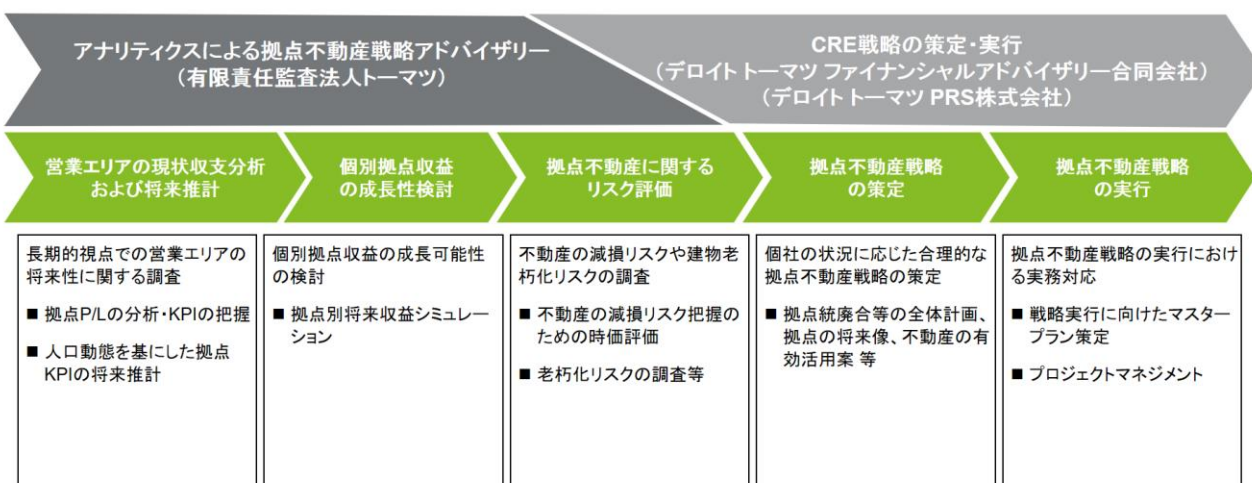 アナリティクスによる拠点不動産戦略アドバイザリー
（有限責任監査法人トーマツ）
CRE戦略の策定・実行
（デロイト トーマツ ファイナンシャルアドバイザリー合同会社）
（デロイト トーマツ PRS株式会社）
営業エリアの現状収支分析
および将来推計
個別拠点収益
の成長性検討
拠点不動産に関する
リスク評価
拠点不動産戦略
の策定
拠点不動産戦略
の実行
長期的視点での営業エリアの
将来性に関する調査
■ 拠点P/Lの分析・KPIの把握
■ 人口動態を基にした拠点
KPIの将来推計
個別拠点収益の成長可能性
の検討
■ 拠点別将来収益シミュレー
ション
不動産の減損リスクや建物老
朽化リスクの調査
■ 不動産の減損リスク把握の
ための時価評価
■ 老朽化リスクの調査等
個社の状況に応じた合理的な
拠点不動産戦略の策定
■ 拠点統廃合等の全体計画、
拠点の将来像、不動産の有
効活用案 等
拠点不動産戦略の実行におけ
る実務対応
■ 戦略実行に向けたマスター
プラン策定
■ プロジェクトマネジメント